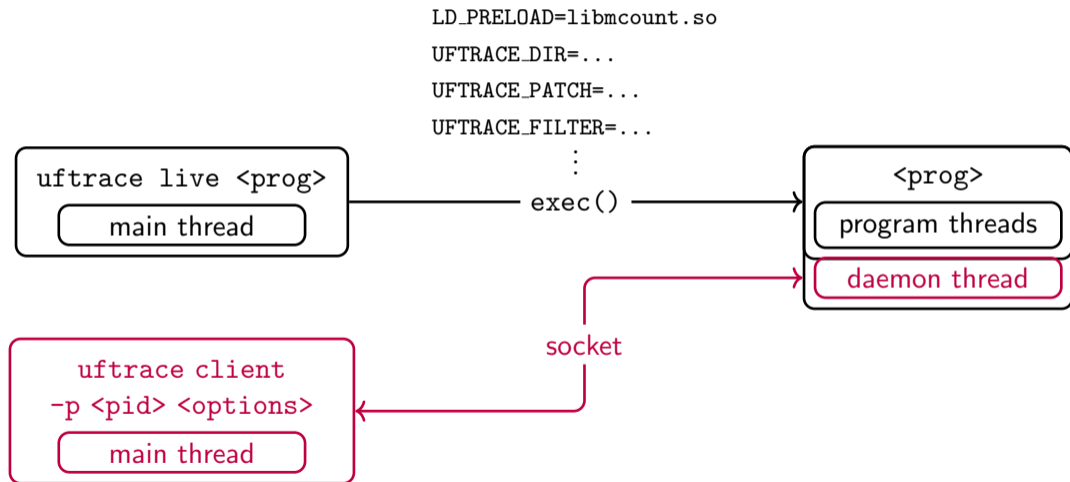 LD_PRELOAD=libmcount.so
UFTRACE_DIR=...
UFTRACE_PATCH=...
UFTRACE_FILTER=...
⋮
uftrace live <prog>
main thread
exec()
<prog>
program threads
daemon thread
socket
uftrace client
-p <pid> <options>
main thread